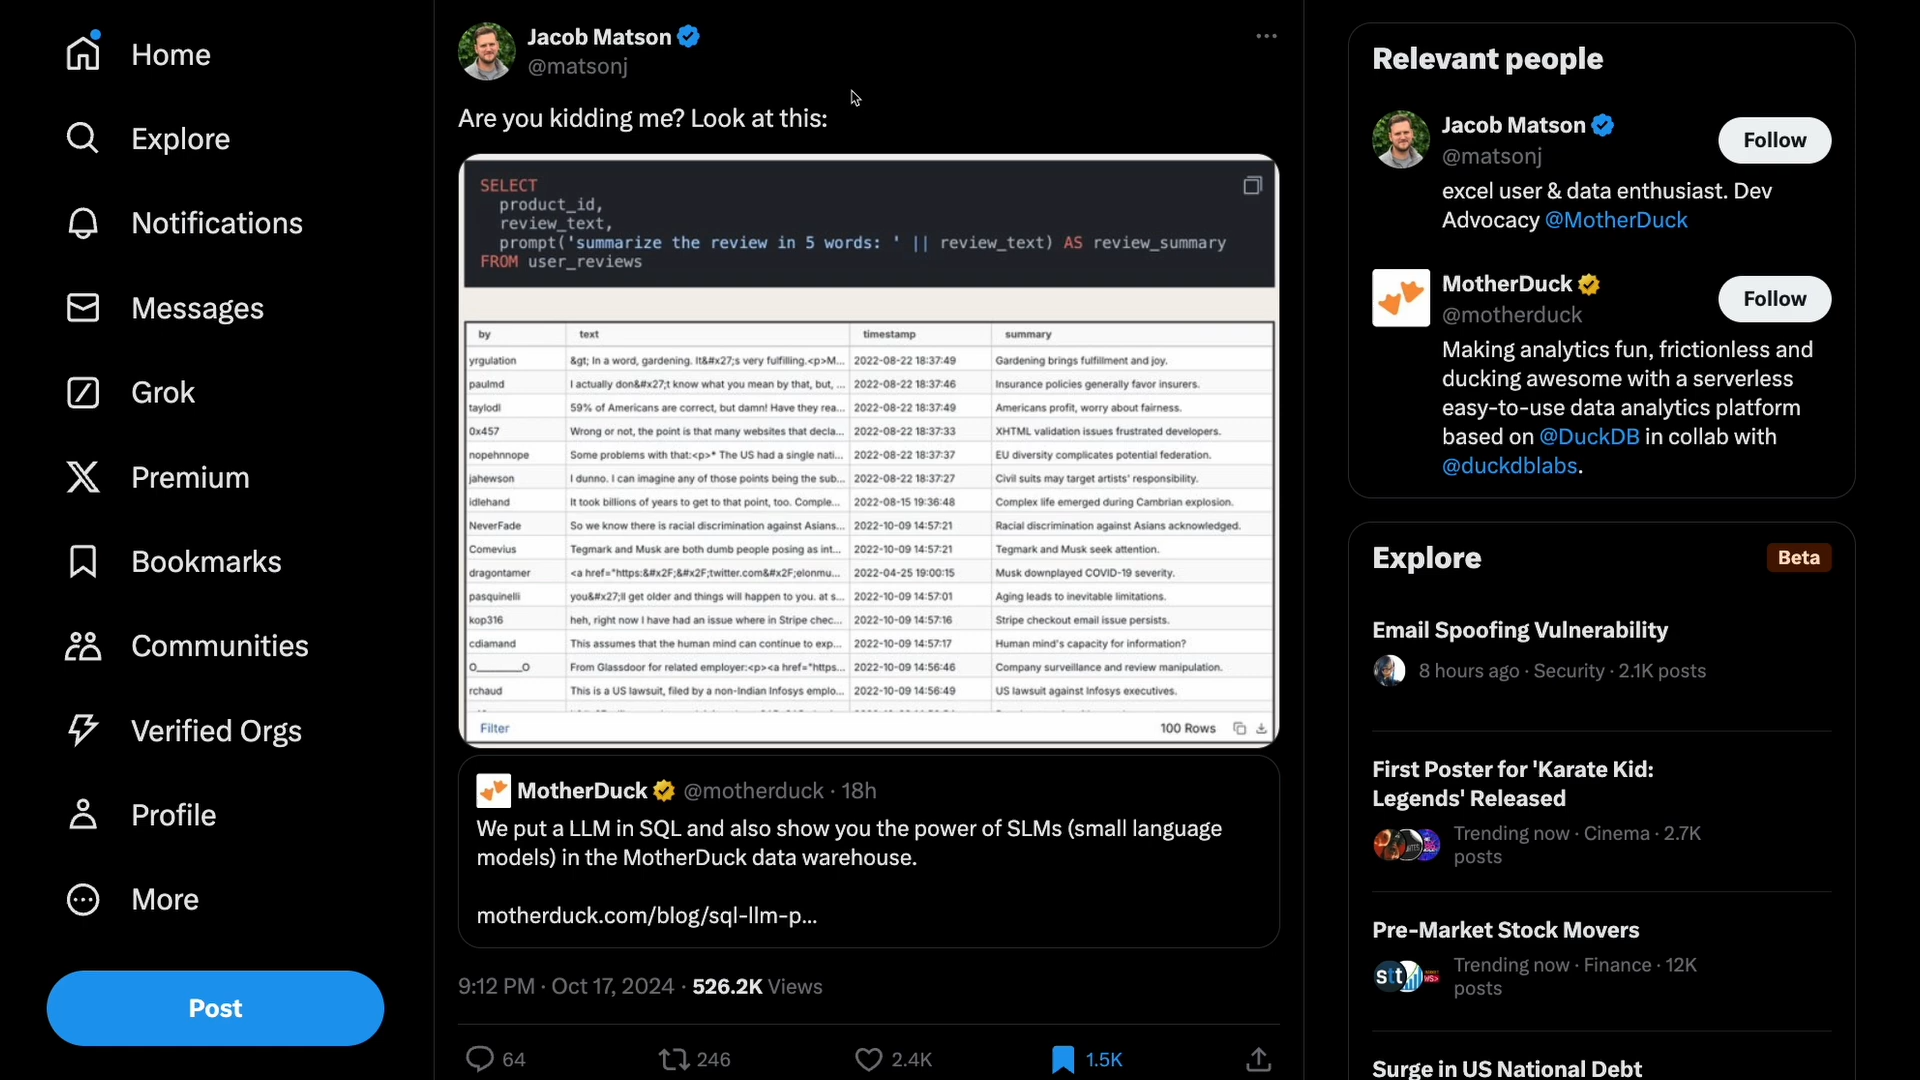 Home
Explore
Notifications
Messages
Grok
Premium
Bookmarks
Communities
Verified Orgs
Profile
More
Post
Jacob Matson
@matsonj
Are you kidding me? Look at this:
SELECT
product_id,
review_text,
prompt('summarize the review in 5 words: ' || review_text) AS review_summary
FROM user_reviews
by text timestamp summary
yrgulation &gt; In a word, gardening. It&#x27;s very fulfilling.<p>M... 2022-08-22 18:37:49 Gardening brings fulfillment and joy.
paulmd I actually don&#x27;t know what you mean by that, but, ... 2022-08-22 18:37:46 Insurance policies generally favor insurers.
taylodl 59% of Americans are correct, but damn! Have they rea... 2022-08-22 18:37:49 Americans profit, worry about fairness.
0x457 Wrong or not, the point is that many websites that decla... 2022-08-22 18:37:33 XHTML validation issues frustrated developers.
nopehnnope Some problems with that:<p>* The US had a single nati... 2022-08-22 18:37:37 EU diversity complicates potential federation.
jahewson I dunno. I can imagine any of those points being the sub... 2022-08-22 18:37:27 Civil suits may target artists' responsibility.
idlehand It took billions of years to get to that point, too. Comple... 2022-08-15 19:36:48 Complex life emerged during Cambrian explosion.
NeverFade So we know there is racial discrimination against Asians... 2022-10-09 14:57:21 Racial discrimination against Asians acknowledged.
Comevius Tegmark and Musk are both dumb people posing as int... 2022-10-09 14:57:21 Tegmark and Musk seek attention.
dragontamer <a href="https:&#x2F;&#x2F;twitter.com&#x2F;elonmu... 2022-04-25 19:00:15 Musk downplayed COVID-19 severity.
pasquinelli you&#x27;ll get older and things will happen to you. at s... 2022-10-09 14:57:01 Aging leads to inevitable limitations.
kop316 heh, right now I have had an issue where in Stripe chec... 2022-10-09 14:57:16 Stripe checkout email issue persists.
cdiamand This assumes that the human mind can continue to exp... 2022-10-09 14:57:17 Human mind's capacity for information?
O________O From Glassdoor for related employer:<p><a href="https... 2022-10-09 14:56:46 Company surveillance and review manipulation.
rchaud This is a US lawsuit, filed by a non-Indian Infosys emplo... 2022-10-09 14:56:49 US lawsuit against Infosys executives.
Filter 100 Rows
MotherDuck @motherduck · 18h
We put a LLM in SQL and also show you the power of SLMs (small language
models) in the MotherDuck data warehouse.
motherduck.com/blog/sql-llm-p...
9:12 PM · Oct 17, 2024 · 526.2K Views
64 246 2.4K 1.5K
Relevant people
Jacob Matson
@matsonj
Follow
excel user & data enthusiast. Dev
Advocacy @MotherDuck
MotherDuck
@motherduck
Follow
Making analytics fun, frictionless and
ducking awesome with a serverless
easy-to-use data analytics platform
based on @DuckDB in collab with
@duckdblabs.
Explore
Beta
Email Spoofing Vulnerability
8 hours ago · Security · 2.1K posts
First Poster for 'Karate Kid:
Legends' Released
Trending now · Cinema · 2.7K
posts
Pre-Market Stock Movers
stt
Trending now · Finance · 12K
posts
Surge in US National Debt